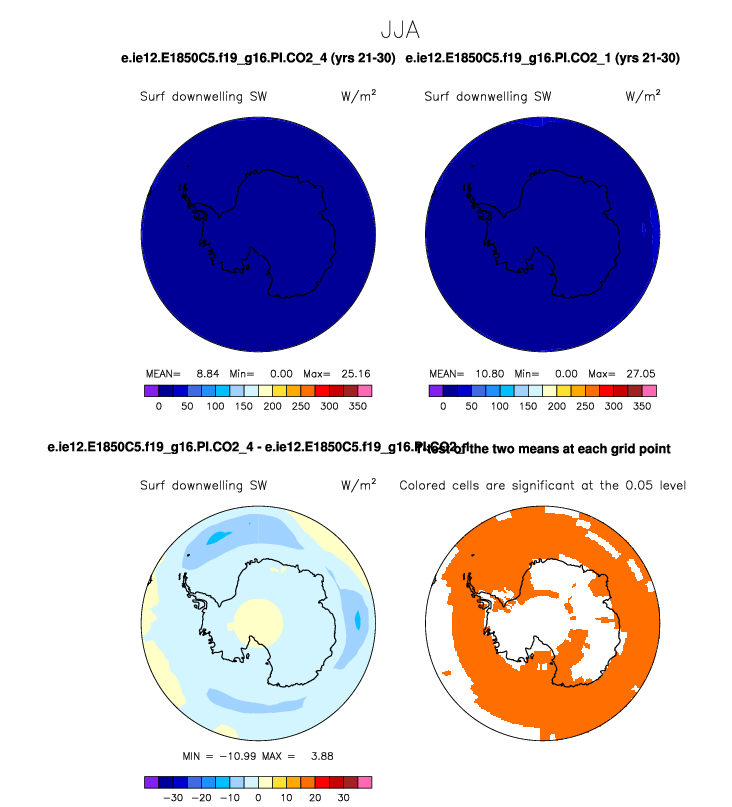 JJA
e.ie12.E1850C5.f19_g16.PI.CO2_4 (yrs 21-30) e.ie12.E1850C5.f19_g16.PI.CO2_1 (yrs 21-30)
Surf downwelling SW W/m² Surf downwelling SW W/m²
MEAN= 8.84 Min= 0.00 Max= 25.16 MEAN= 10.80 Min= 0.00 Max= 27.05
0 50 100 150 200 250 300 350 0 50 100 150 200 250 300 350
e.ie12.E1850C5.f19_g16.PI.CO2_4 - e.ie12.E1850C5.f19_g16.PI.CO2_1 T-test of the two means at each grid point
Surf downwelling SW W/m² Colored cells are significant at the 0.05 level
MIN = −10.99 MAX = 3.88
−30 −20 −10 0 10 20 30